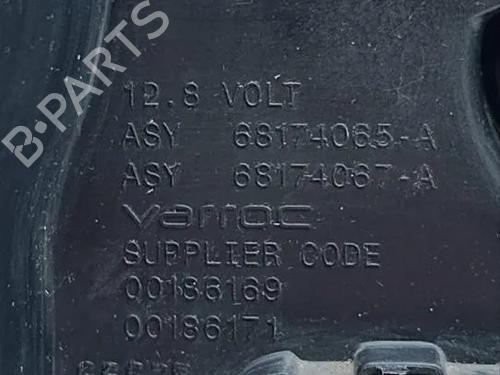 B-PARTS
12.8 VOLT
ASY 68174065-A
ASY 68174067-A
varroc
SUPPLIER CODE
00186169
00186171